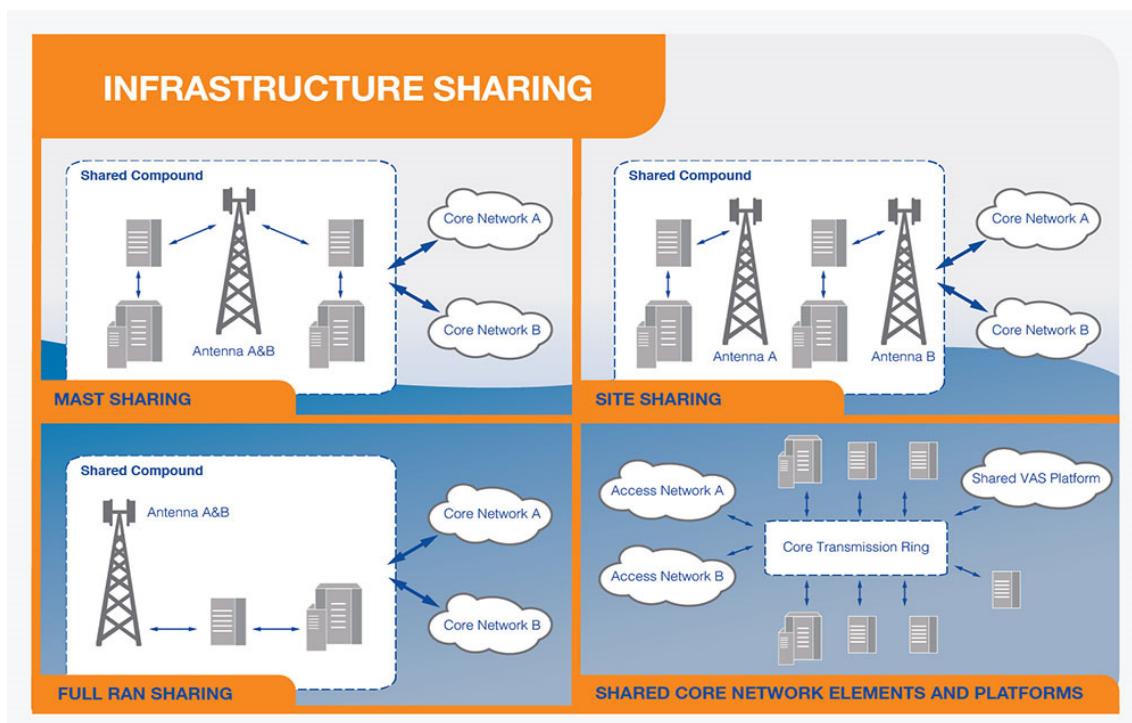 INFRASTRUCTURE SHARING
Shared Compound
Core Network A
Core Network B
Antenna A&B
MAST SHARING
Shared Compound
Core Network A
Core Network B
Antenna A
Antenna B
SITE SHARING
Shared Compound
Antenna A&B
Core Network A
Core Network B
FULL RAN SHARING
Access Network A
Shared VAS Platform
Core Transmission Ring
Access Network B
SHARED CORE NETWORK ELEMENTS AND PLATFORMS